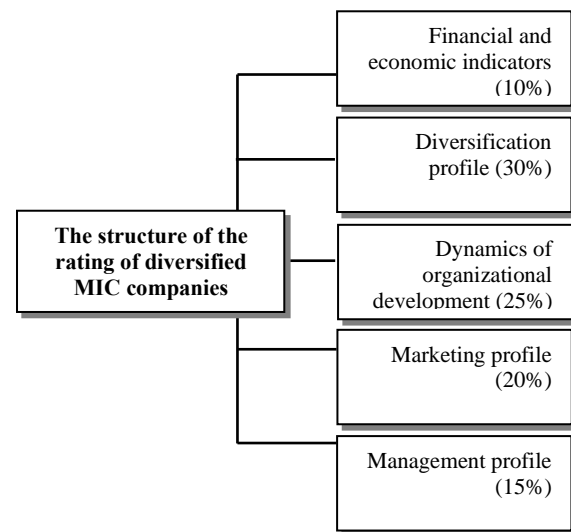 Financial and
economic indicators
(10%)
Diversification
profile (30%)
The structure of the
rating of diversified
MIC companies
Dynamics of
organizational
development (25%)
Marketing profile
(20%)
Management profile
(15%)